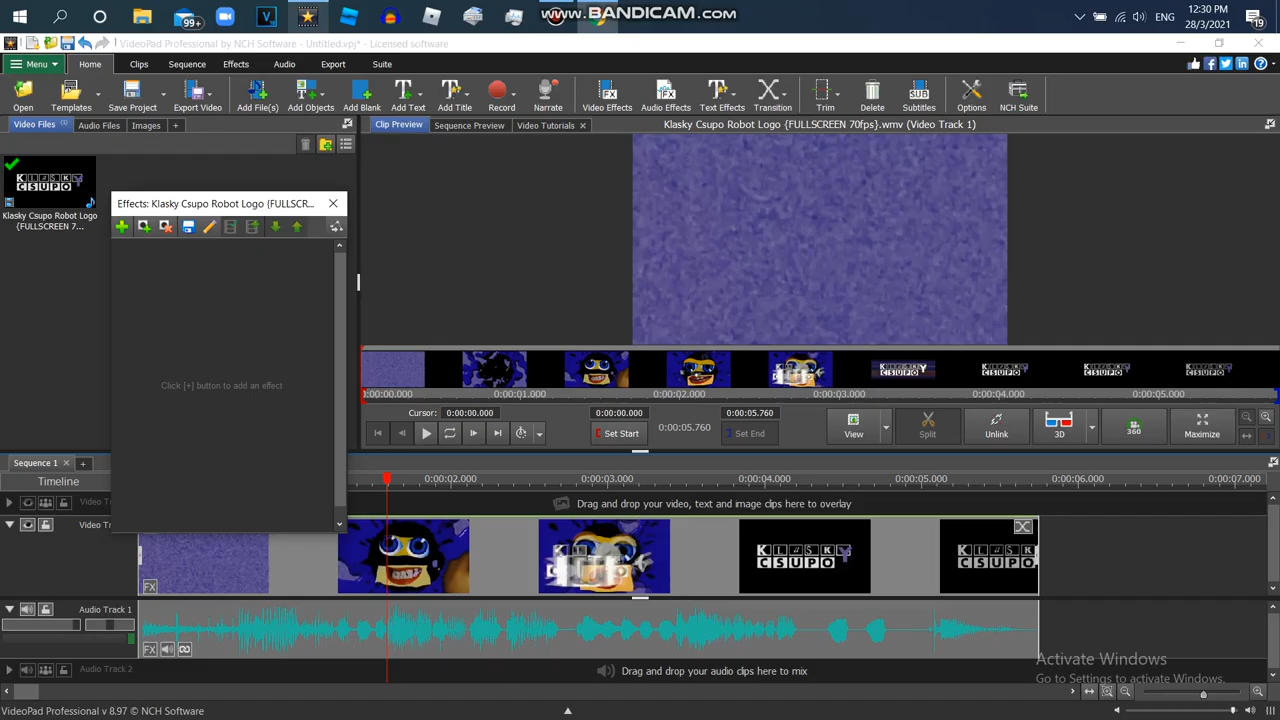 www.BANDICAM.com
99+
ENG
12:30 PM
28/3/2021
19
VideoPad Professional by NCH Software - Untitled.vpj* - Licensed software
Menu Home Clips Sequence Effects Audio Export Suite
Open Templates Save Project Export Video Add File(s) Add Objects Add Blank Add Text Add Title Record Narrate Video Effects Audio Effects Text Effects Transition Trim Delete Subtitles Options NCH Suite
Video Files Audio Files Images +
Clip Preview Sequence Preview Video Tutorials Klasky Csupo Robot Logo {FULLSCREEN 70fps}.wmv (Video Track 1)
Klasky Csupo Robot Logo
{FULLSCREEN 7...
Effects: Klasky Csupo Robot Logo {FULLSCR...
Click [+] button to add an effect
0:00:00.000 0:00:01.000 0:00:02.000 0:00:03.000 0:00:04.000 0:00:05.000
Cursor: 0:00:00.000 0:00:00.000 0:00:05.760
Set Start 0:00:05.760 Set End
View Split Unlink 3D 360 Maximize
Sequence 1
Timeline
0:00:02.000 0:00:03.000 0:00:04.000 0:00:05.000 0:00:06.000 0:00:07.000
Video Tr
Drag and drop your video, text and image clips here to overlay
Video Tr
KLASKY
CSUPO
FX
Audio Track 1
FX
Audio Track 2
Drag and drop your audio clips here to mix
Activate Windows
Go to Settings to activate Windows.
VideoPad Professional v 8.97 © NCH Software